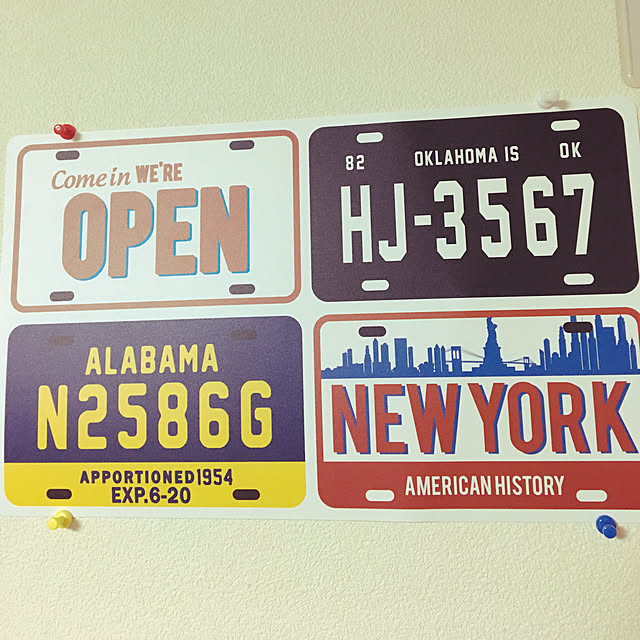 Come in WE'RE
OPEN
82 OKLAHOMA IS OK
HJ-3567
ALABAMA
N2586G
APPORTIONED1954
EXP.6-20
NEW YORK
AMERICAN HISTORY